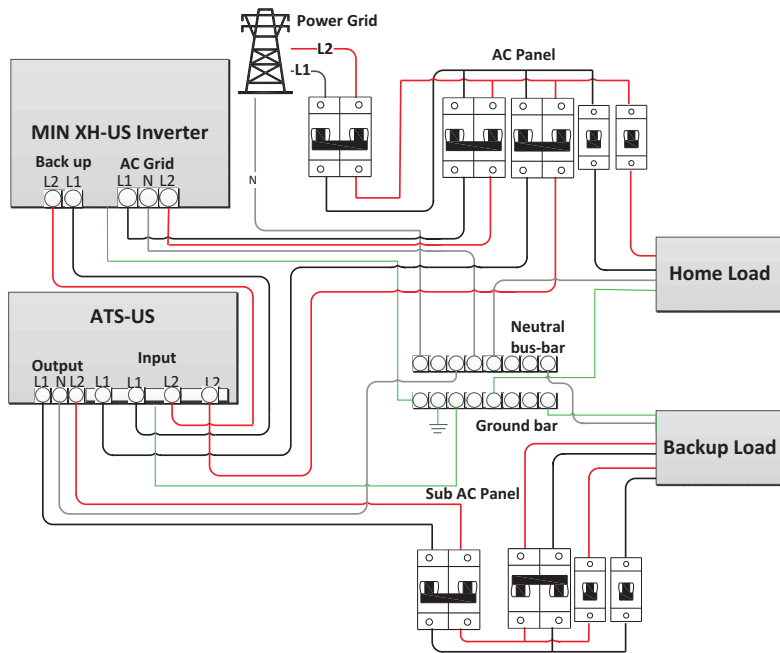 Power Grid
L2
L1
AC Panel
MIN XH-US Inverter
Back up
AC Grid
L2 L1
L1 N L2
N
Home Load
ATS-US
Neutral
bus-bar
Output
Input
L1 N L2 L1 L1 L2 L2
Ground bar
Backup Load
Sub AC Panel